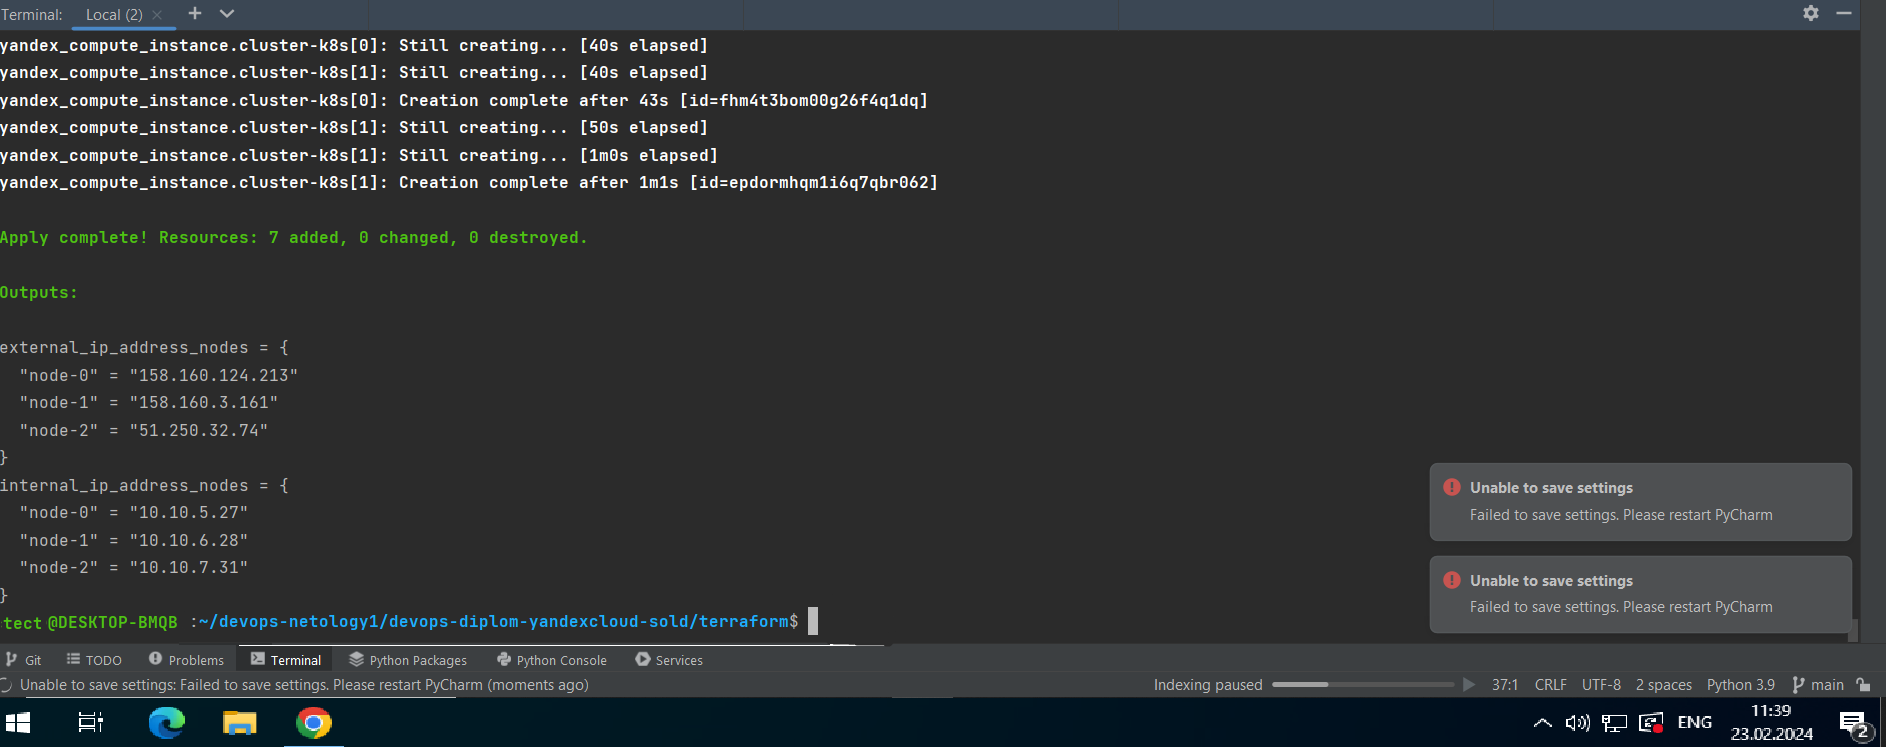 Terminal: Local (2)
yandex_compute_instance.cluster-k8s[0]: Still creating... [40s elapsed]
yandex_compute_instance.cluster-k8s[1]: Still creating... [40s elapsed]
yandex_compute_instance.cluster-k8s[0]: Creation complete after 43s [id=fhm4t3bom00g26f4q1dq]
yandex_compute_instance.cluster-k8s[1]: Still creating... [50s elapsed]
yandex_compute_instance.cluster-k8s[1]: Still creating... [1m0s elapsed]
yandex_compute_instance.cluster-k8s[1]: Creation complete after 1m1s [id=epdormhqm1i6q7qbr062]
Apply complete! Resources: 7 added, 0 changed, 0 destroyed.
Outputs:
external_ip_address_nodes = {
"node-0" = "158.160.124.213"
"node-1" = "158.160.3.161"
"node-2" = "51.250.32.74"
}
internal_ip_address_nodes = {
"node-0" = "10.10.5.27"
"node-1" = "10.10.6.28"
"node-2" = "10.10.7.31"
}
tect@DESKTOP-BMQB :~/devops-netology1/devops-diplom-yandexcloud-sold/terraform$
Unable to save settings
Failed to save settings. Please restart PyCharm
Unable to save settings
Failed to save settings. Please restart PyCharm
Git TODO Problems Terminal Python Packages Python Console Services
Unable to save settings: Failed to save settings. Please restart PyCharm (moments ago) Indexing paused 37:1 CRLF UTF-8 2 spaces Python 3.9 main
ENG 11:39
23.02.2024
2